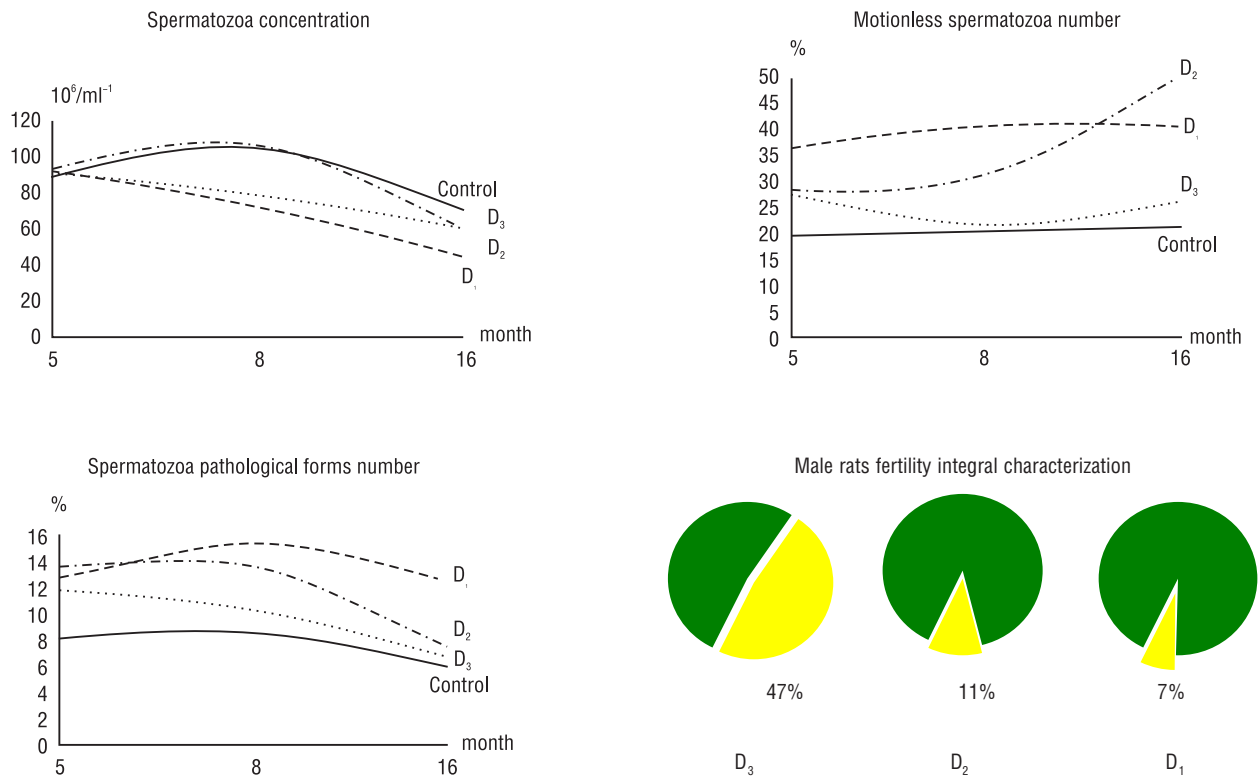 Spermatozoa concentration
10⁶/ml⁻¹
120
100
80
60
40
20
0
Control
D₃
D₂
D₁
month
5 8 16
Motionless spermatozoa number
%
50
45
40
35
30
25
20
15
10
5
0
D₂
D₁
D₃
Control
month
5 8 16
Spermatozoa pathological forms number
%
16
14
12
10
8
6
4
2
0
D₁
D₂
D₃
Control
month
5 8 16
Male rats fertility integral characterization
47% 11% 7%
D₃ D₂ D₁